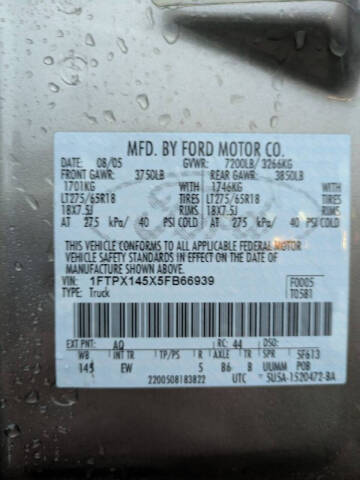 MFD. BY FORD MOTOR CO.
DATE: 08/05 GVWR: 7200LB/ 3266KG
FRONT GAWR: 3750LB REAR GAWR: 3850LB
1701KG 1746KG
LT275/65R18 TIRES LT275/65R18 TIRES
18X7.5J RIMS 18X7.5J RIMS
AT 275 kPa/ 40 PSI COLD AT 275 kPa/ 40 PSI COLD
THIS VEHICLE CONFORMS TO ALL APPLICABLE FEDERAL MOTOR
VEHICLE SAFETY STANDARDS IN EFFECT ON THE DATE OF
MANUFACTURE SHOWN ABOVE.
VIN: 1FTPX145X5FB66939 F0005
TYPE: Truck T0581
EXT PNT: AQ RC: 44 DSO:
WB INT TR TP/PS R AXLE TR SPR 5F613
145 EW 5 B6 B UUMM POB
2200508183822 UTC 5U5A-1520472-BA